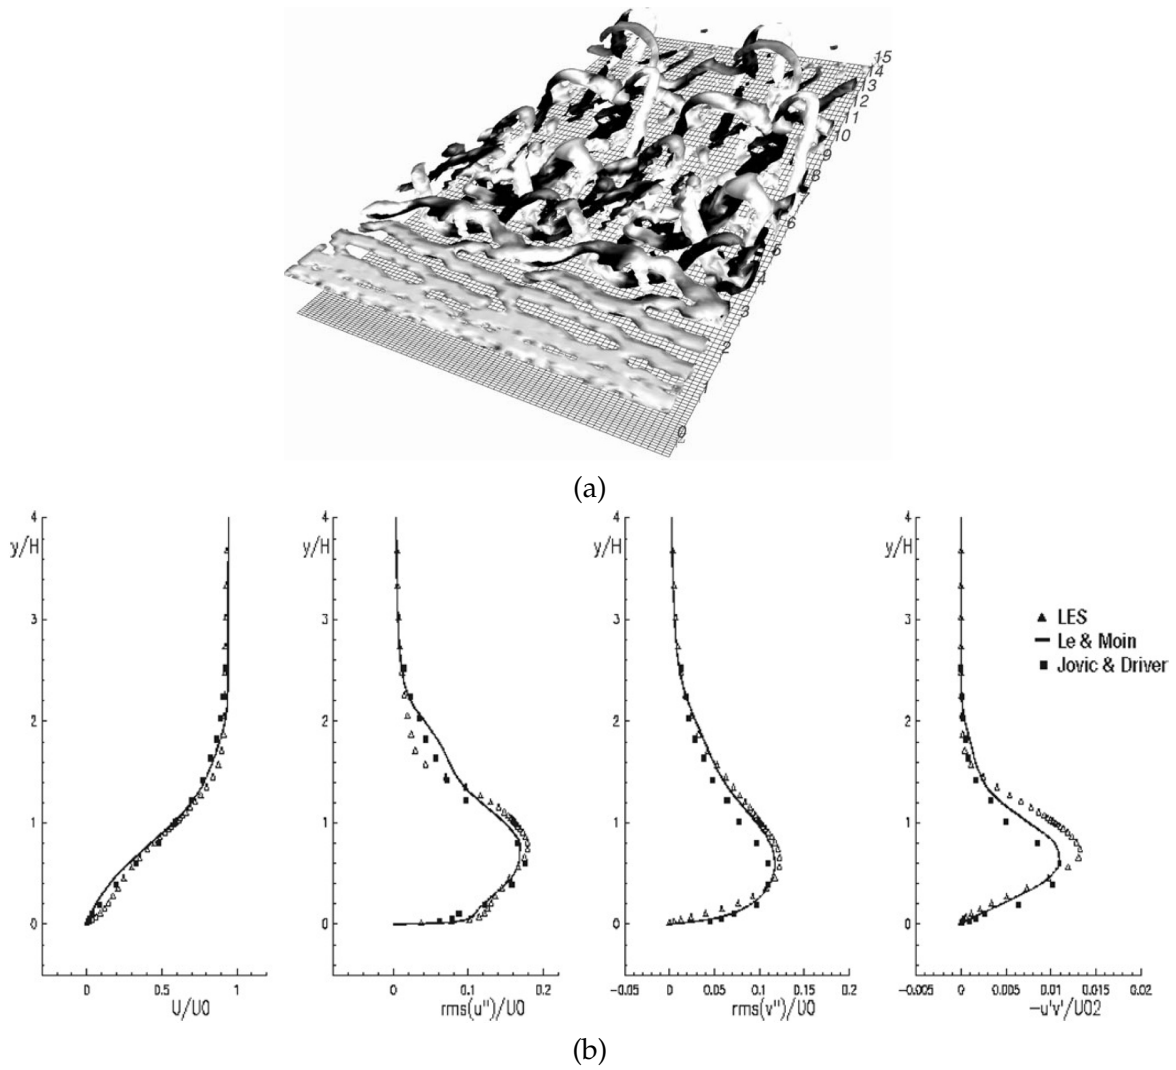 15
14
13
12
11
10
9
8
7
6
5
4
3
2
1
0
(a)
4 4 4 4
y/H y/H y/H y/H
3 3 3 3
LES
Le & Moin
Jovic & Driver
2 2 2 2
1 1 1 1
0 0 0 0
0 0.5 1 0 0.1 0.2 -0.05 0 0.05 0.1 0.15 0.2 -0.005 0 0.005 0.01 0.015 0.02
U/U0 rms(u'')/U0 rms(v'')/U0 -u'v'/U02
(b)